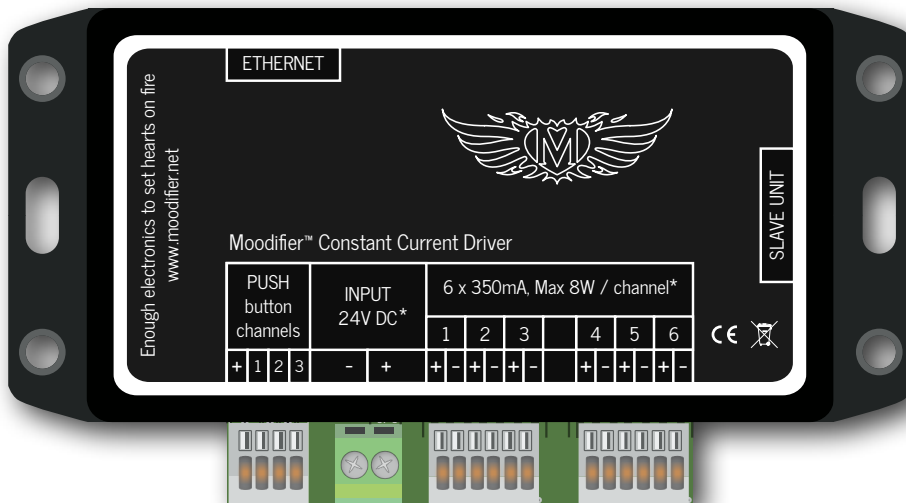 ETHERNET
Enough electronics to set hearts on fire
www.moodifier.net
M
SLAVE UNIT
Moodifier™ Constant Current Driver
PUSH
button
channels
INPUT
24V DC*
6 x 350mA, Max 8W / channel*
1 2 3 4 5 6
+ 1 2 3 - + + - + - + - + - + - + -
CE